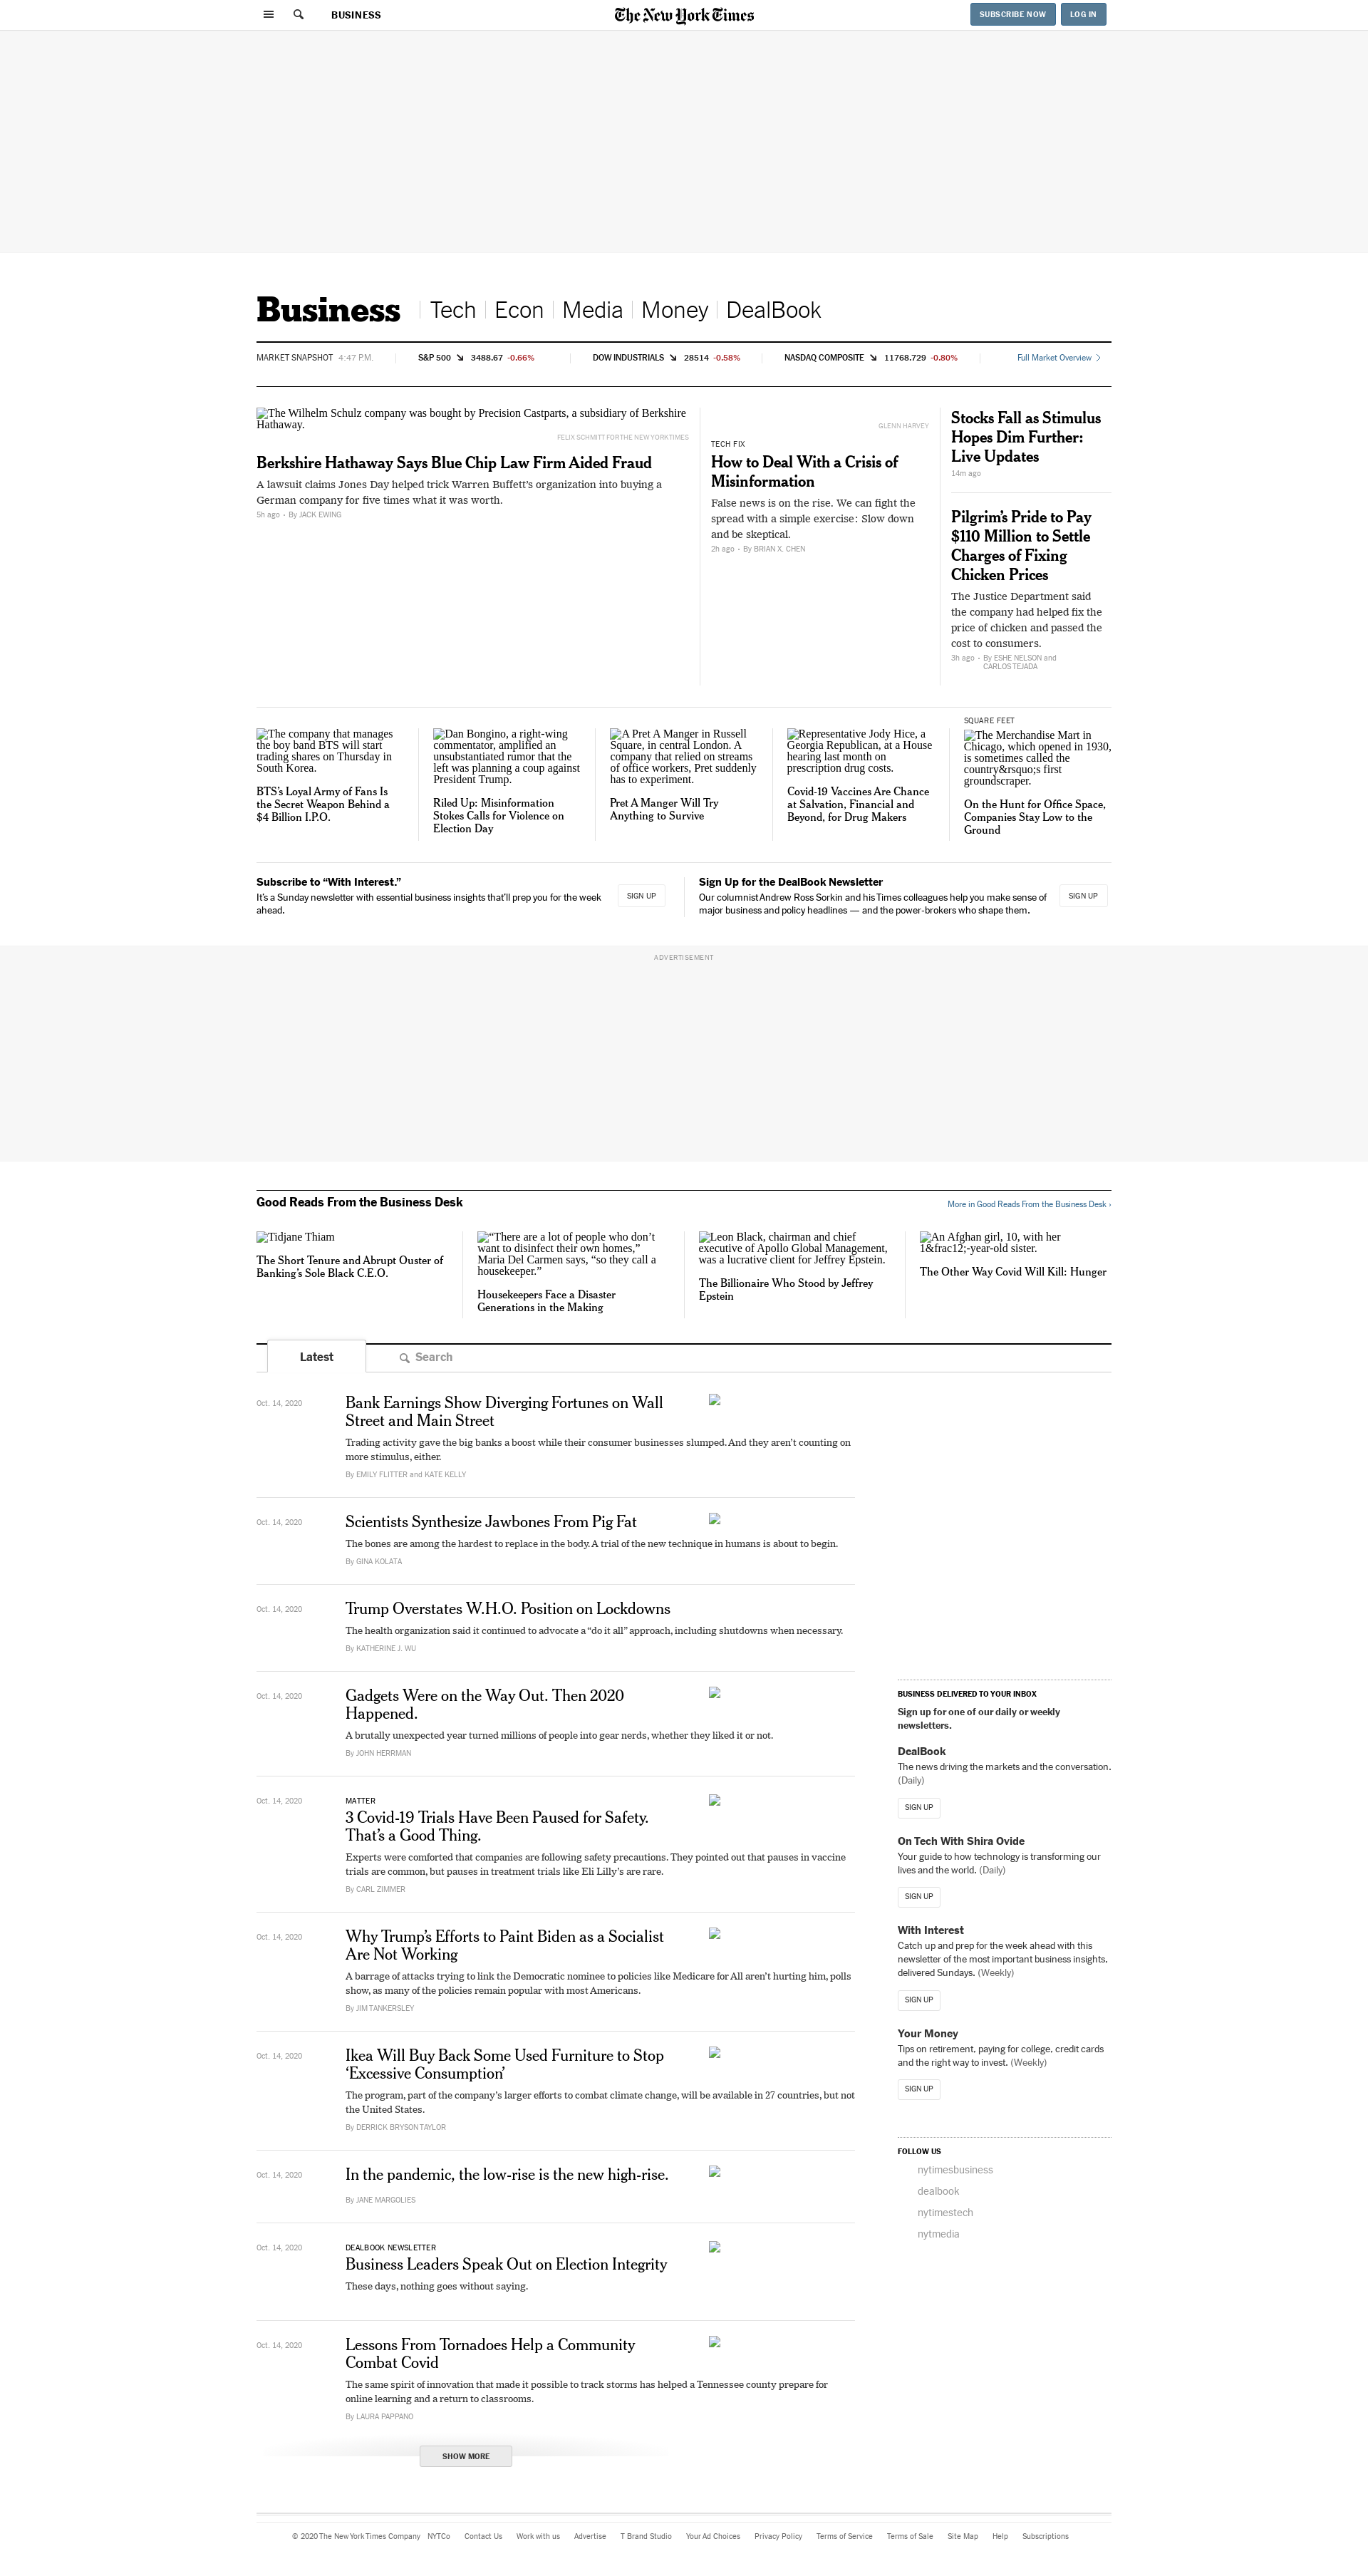 BUSINESS
The New York Times
SUBSCRIBE NOW
LOG IN
Business
Tech
Econ
Media
Money
DealBook
MARKET SNAPSHOT 4:47 P.M.
S&P 500 3488.67 -0.66%
DOW INDUSTRIALS 28514 -0.58%
NASDAQ COMPOSITE 11768.729 -0.80%
Full Market Overview
The Wilhelm Schulz company was bought by Precision Castparts, a subsidiary of Berkshire
Hathaway.
FELIX SCHMITT FOR THE NEW YORK TIMES
Berkshire Hathaway Says Blue Chip Law Firm Aided Fraud
A lawsuit claims Jones Day helped trick Warren Buffett's organization into buying a
German company for five times what it was worth.
5h ago - By JACK EWING
GLENN HARVEY
TECH FIX
How to Deal With a Crisis of
Misinformation
False news is on the rise. We can fight the
spread with a simple exercise: Slow down
and be skeptical.
2h ago - By BRIAN X. CHEN
Stocks Fall as Stimulus
Hopes Dim Further:
Live Updates
14m ago
Pilgrim’s Pride to Pay
$110 Million to Settle
Charges of Fixing
Chicken Prices
The Justice Department said
the company had helped fix the
price of chicken and passed the
cost to consumers.
3h ago - By ESHE NELSON and
CARLOS TEJADA
The company that manages
the boy band BTS will start
trading shares on Thursday in
South Korea.
BTS’s Loyal Army of Fans Is
the Secret Weapon Behind a
$4 Billion I.P.O.
Dan Bongino, a right-wing
commentator, amplified an
unsubstantiated rumor that the
left was planning a coup against
President Trump.
Riled Up: Misinformation
Stokes Calls for Violence on
Election Day
A Pret A Manger in Russell
Square, in central London. A
company that relied on streams
of office workers, Pret suddenly
has to experiment.
Pret A Manger Will Try
Anything to Survive
Representative Jody Hice, a
Georgia Republican, at a House
hearing last month on
prescription drug costs.
Covid-19 Vaccines Are Chance
at Salvation, Financial and
Beyond, for Drug Makers
SQUARE FEET
The Merchandise Mart in
Chicago, which opened in 1930,
is sometimes called the
country&rsquo;s first
groundscraper.
On the Hunt for Office Space,
Companies Stay Low to the
Ground
Subscribe to “With Interest.”
It’s a Sunday newsletter with essential business insights that’ll prep you for the week
ahead.
SIGN UP
Sign Up for the DealBook Newsletter
Our columnist Andrew Ross Sorkin and his Times colleagues help you make sense of
major business and policy headlines — and the power-brokers who shape them.
SIGN UP
ADVERTISEMENT
Good Reads From the Business Desk
More in Good Reads From the Business Desk ›
Tidjane Thiam
The Short Tenure and Abrupt Ouster of
Banking’s Sole Black C.E.O.
“There are a lot of people who don’t
want to disinfect their own homes,”
Maria Del Carmen says, “so they call a
housekeeper.”
Housekeepers Face a Disaster
Generations in the Making
Leon Black, chairman and chief
executive of Apollo Global Management,
was a lucrative client for Jeffrey Epstein.
The Billionaire Who Stood by Jeffrey
Epstein
An Afghan girl, 10, with her
1&frac12;-year-old sister.
The Other Way Covid Will Kill: Hunger
Latest
Search
Oct. 14, 2020
Bank Earnings Show Diverging Fortunes on Wall
Street and Main Street
Trading activity gave the big banks a boost while their consumer businesses slumped. And they aren’t counting on
more stimulus, either.
By EMILY FLITTER and KATE KELLY
Oct. 14, 2020
Scientists Synthesize Jawbones From Pig Fat
The bones are among the hardest to replace in the body. A trial of the new technique in humans is about to begin.
By GINA KOLATA
Oct. 14, 2020
Trump Overstates W.H.O. Position on Lockdowns
The health organization said it continued to advocate a “do it all” approach, including shutdowns when necessary.
By KATHERINE J. WU
Oct. 14, 2020
Gadgets Were on the Way Out. Then 2020
Happened.
A brutally unexpected year turned millions of people into gear nerds, whether they liked it or not.
By JOHN HERRMAN
Oct. 14, 2020
MATTER
3 Covid-19 Trials Have Been Paused for Safety.
That’s a Good Thing.
Experts were comforted that companies are following safety precautions. They pointed out that pauses in vaccine
trials are common, but pauses in treatment trials like Eli Lilly’s are rare.
By CARL ZIMMER
Oct. 14, 2020
Why Trump’s Efforts to Paint Biden as a Socialist
Are Not Working
A barrage of attacks trying to link the Democratic nominee to policies like Medicare for All aren’t hurting him, polls
show, as many of the policies remain popular with most Americans.
By JIM TANKERSLEY
Oct. 14, 2020
Ikea Will Buy Back Some Used Furniture to Stop
‘Excessive Consumption’
The program, part of the company’s larger efforts to combat climate change, will be available in 27 countries, but not
the United States.
By DERRICK BRYSON TAYLOR
Oct. 14, 2020
In the pandemic, the low-rise is the new high-rise.
By JANE MARGOLIES
Oct. 14, 2020
DEALBOOK NEWSLETTER
Business Leaders Speak Out on Election Integrity
These days, nothing goes without saying.
Oct. 14, 2020
Lessons From Tornadoes Help a Community
Combat Covid
The same spirit of innovation that made it possible to track storms has helped a Tennessee county prepare for
online learning and a return to classrooms.
By LAURA PAPPANO
SHOW MORE
BUSINESS DELIVERED TO YOUR INBOX
Sign up for one of our daily or weekly
newsletters.
DealBook
The news driving the markets and the conversation.
(Daily)
SIGN UP
On Tech With Shira Ovide
Your guide to how technology is transforming our
lives and the world. (Daily)
SIGN UP
With Interest
Catch up and prep for the week ahead with this
newsletter of the most important business insights,
delivered Sundays. (Weekly)
SIGN UP
Your Money
Tips on retirement, paying for college, credit cards
and the right way to invest. (Weekly)
SIGN UP
FOLLOW US
nytimesbusiness
dealbook
nytimestech
nytmedia
© 2020 The New York Times Company NYTCo Contact Us Work with us Advertise T Brand Studio Your Ad Choices Privacy Policy Terms of Service Terms of Sale Site Map Help Subscriptions